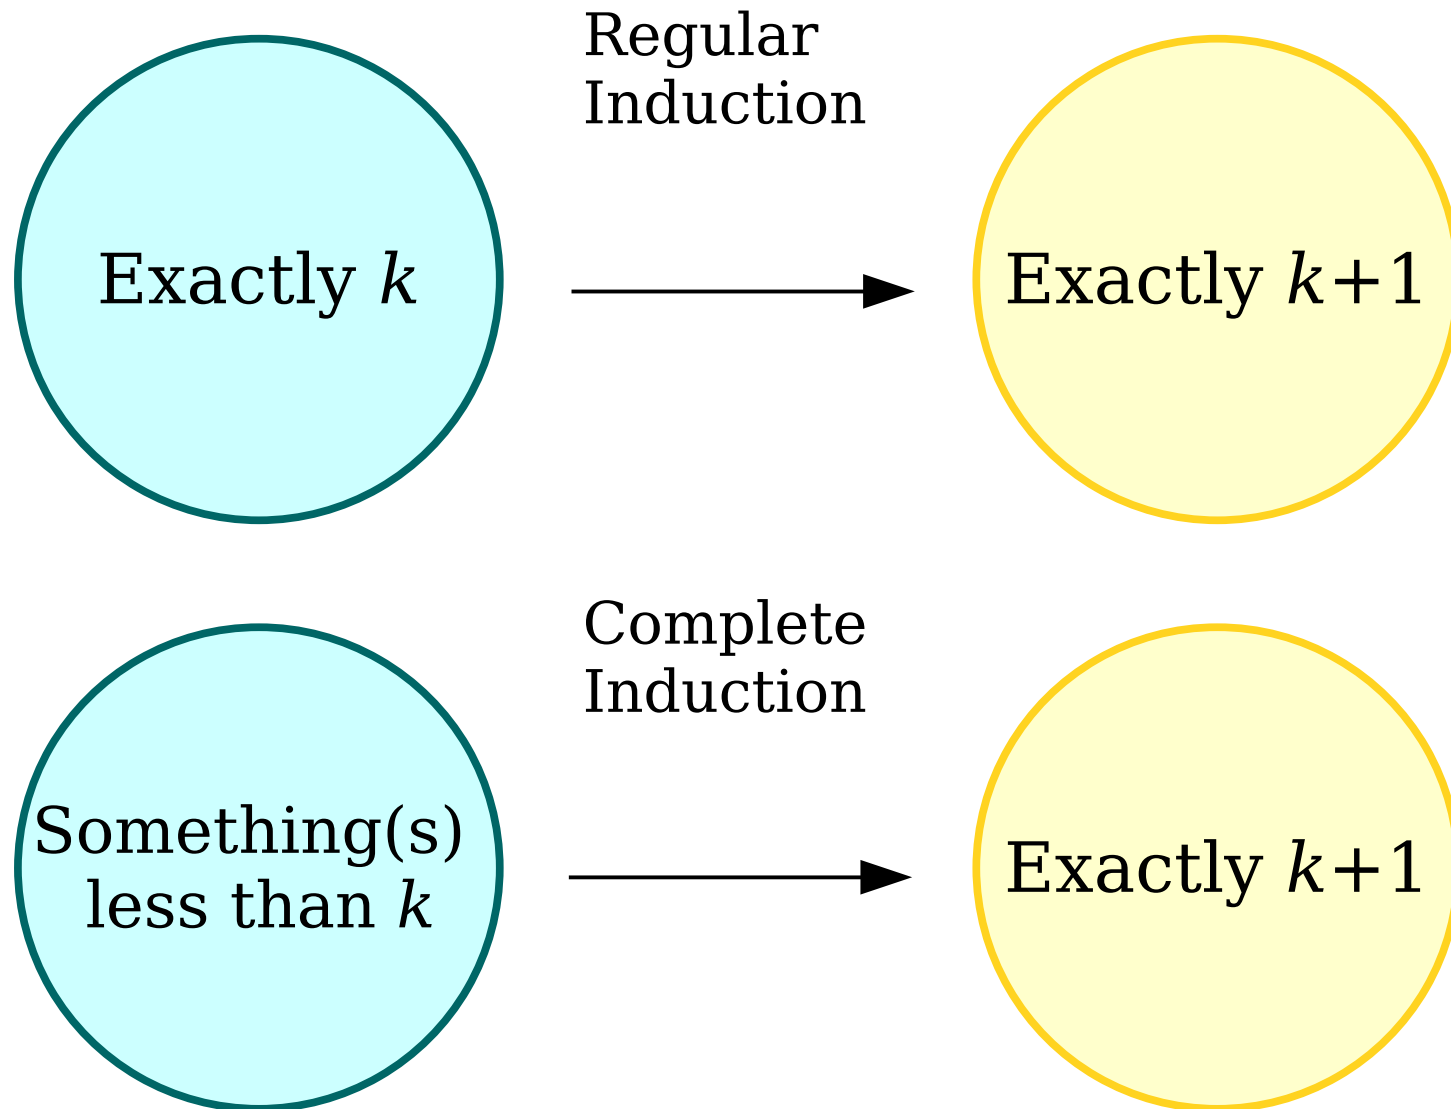 Regular
Induction
Exactly k
Exactly k+1
Complete
Induction
Something(s)
less than k
Exactly k+1